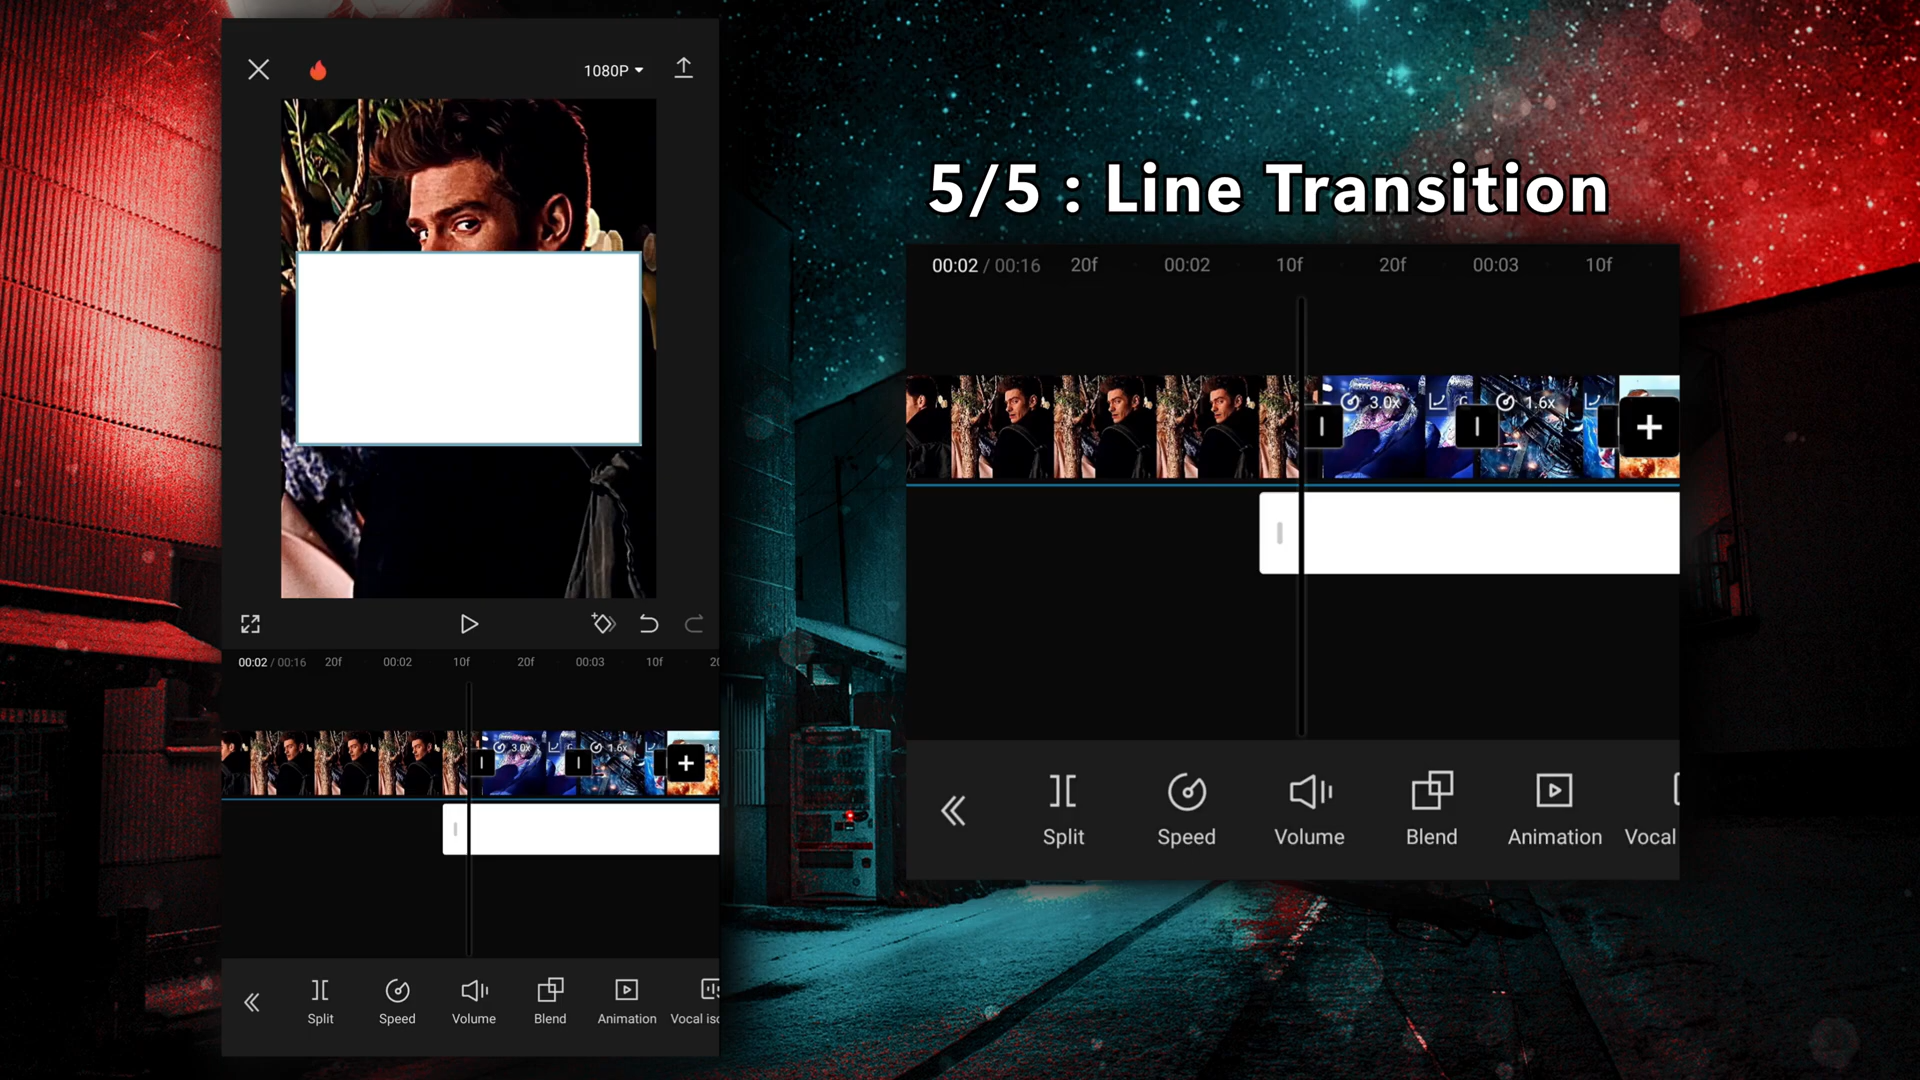 1080P
00:02 / 00:16 20f 00:02 10f 20f 00:03 10f
3.0x 1.6x
Split Speed Volume Blend Animation Vocal
5/5 : Line Transition
00:02 / 00:16 20f 00:02 10f 20f 00:03 10f
3.0x 1.6x
Split Speed Volume Blend Animation Vocal